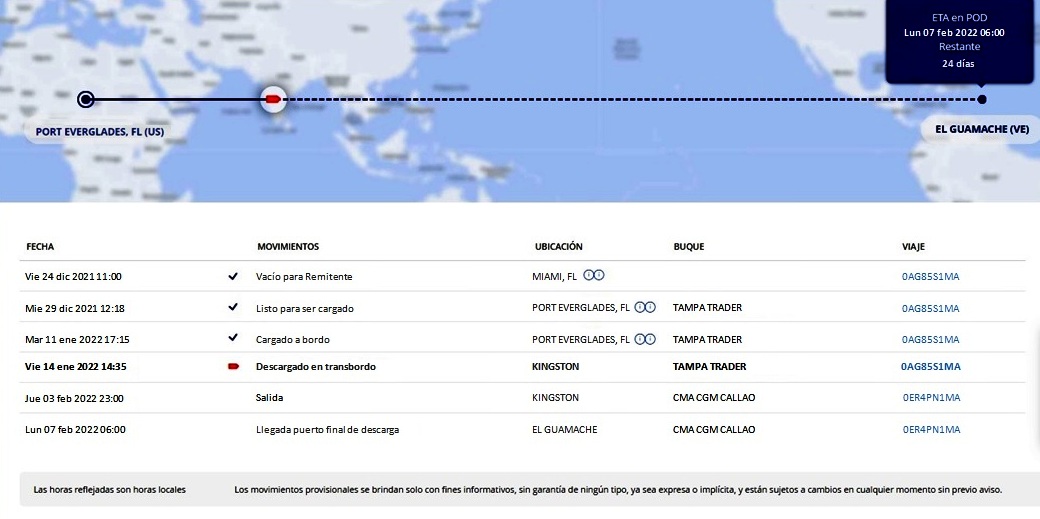 ETA en POD
Lun 07 feb 2022 06:00
Restante
24 días
PORT EVERGLADES, FL (US)
EL GUAMACHE (VE)
FECHA MOVIMIENTOS UBICACIÓN BUQUE VIAJE
Vie 24 dic 2021 11:00 Vacío para Remitente MIAMI, FL 0AG85S1MA
Mie 29 dic 2021 12:18 Listo para ser cargado PORT EVERGLADES, FL TAMPA TRADER 0AG85S1MA
Mar 11 ene 2022 17:15 Cargado a bordo PORT EVERGLADES, FL TAMPA TRADER 0AG85S1MA
Vie 14 ene 2022 14:35 Descargado en transbordo KINGSTON TAMPA TRADER 0AG85S1MA
Jue 03 feb 2022 23:00 Salida KINGSTON CMA CGM CALLAO 0ER4PN1MA
Lun 07 feb 2022 06:00 Llegada puerto final de descarga EL GUAMACHE CMA CGM CALLAO 0ER4PN1MA
Las horas reflejadas son horas locales Los movimientos provisionales se brindan solo con fines informativos, sin garantía de ningún tipo, ya sea expresa o implícita, y están sujetos a cambios en cualquier momento sin previo aviso.